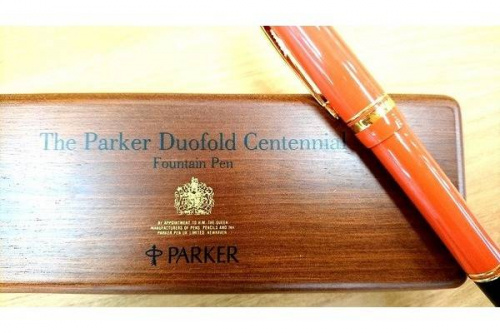 The Parker Duofold Centennial
Fountain Pen
BY APPOINTMENT TO H.M. THE QUEEN
MANUFACTURERS OF PENS, PENCILS AND INK
PARKER PEN UK LIMITED, NEWHAVEN
PARKER